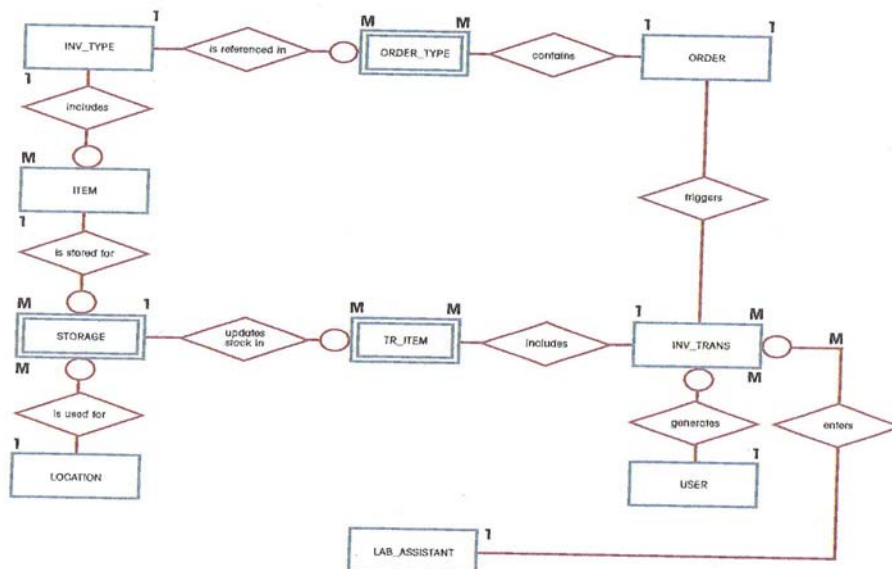 1
M
M
1
1
INV_TYPE
is referenced in
ORDER_TYPE
contains
ORDER
1
includes
M
ITEM
1
triggers
is stored for
M
1
M
M
1
M
STORAGE
updates
stock in
TR_ITEM
includes
INV_TRANS
M
M
M
is used for
generates
enters
1
1
LOCATION
USER
1
LAB_ASSISTANT